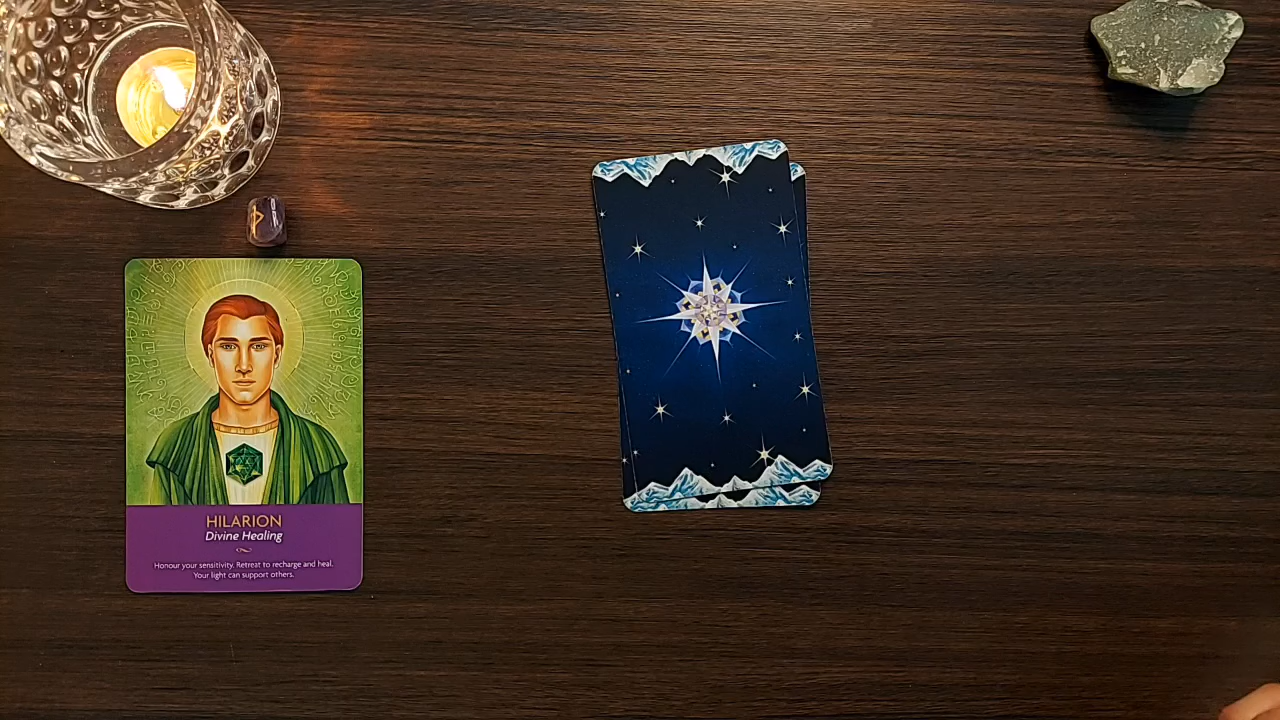 HILARION
Divine Healing
Honour your sensitivity. Retreat to recharge and heal.
Your light can support others.